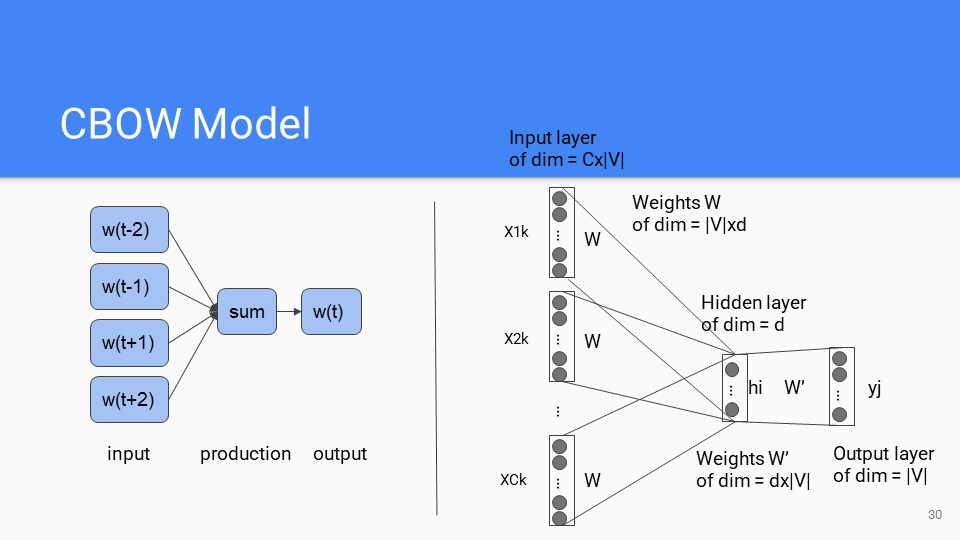 CBOW Model
w(t-2)
w(t-1)
w(t+1)
w(t+2)
sum
w(t)
input
production
output
Input layer
of dim = Cx|V|
Weights W
of dim = |V|xd
X1k
W
X2k
W
...
XCk
W
Hidden layer
of dim = d
hi
W’
yj
Weights W’
of dim = dx|V|
Output layer
of dim = |V|
30